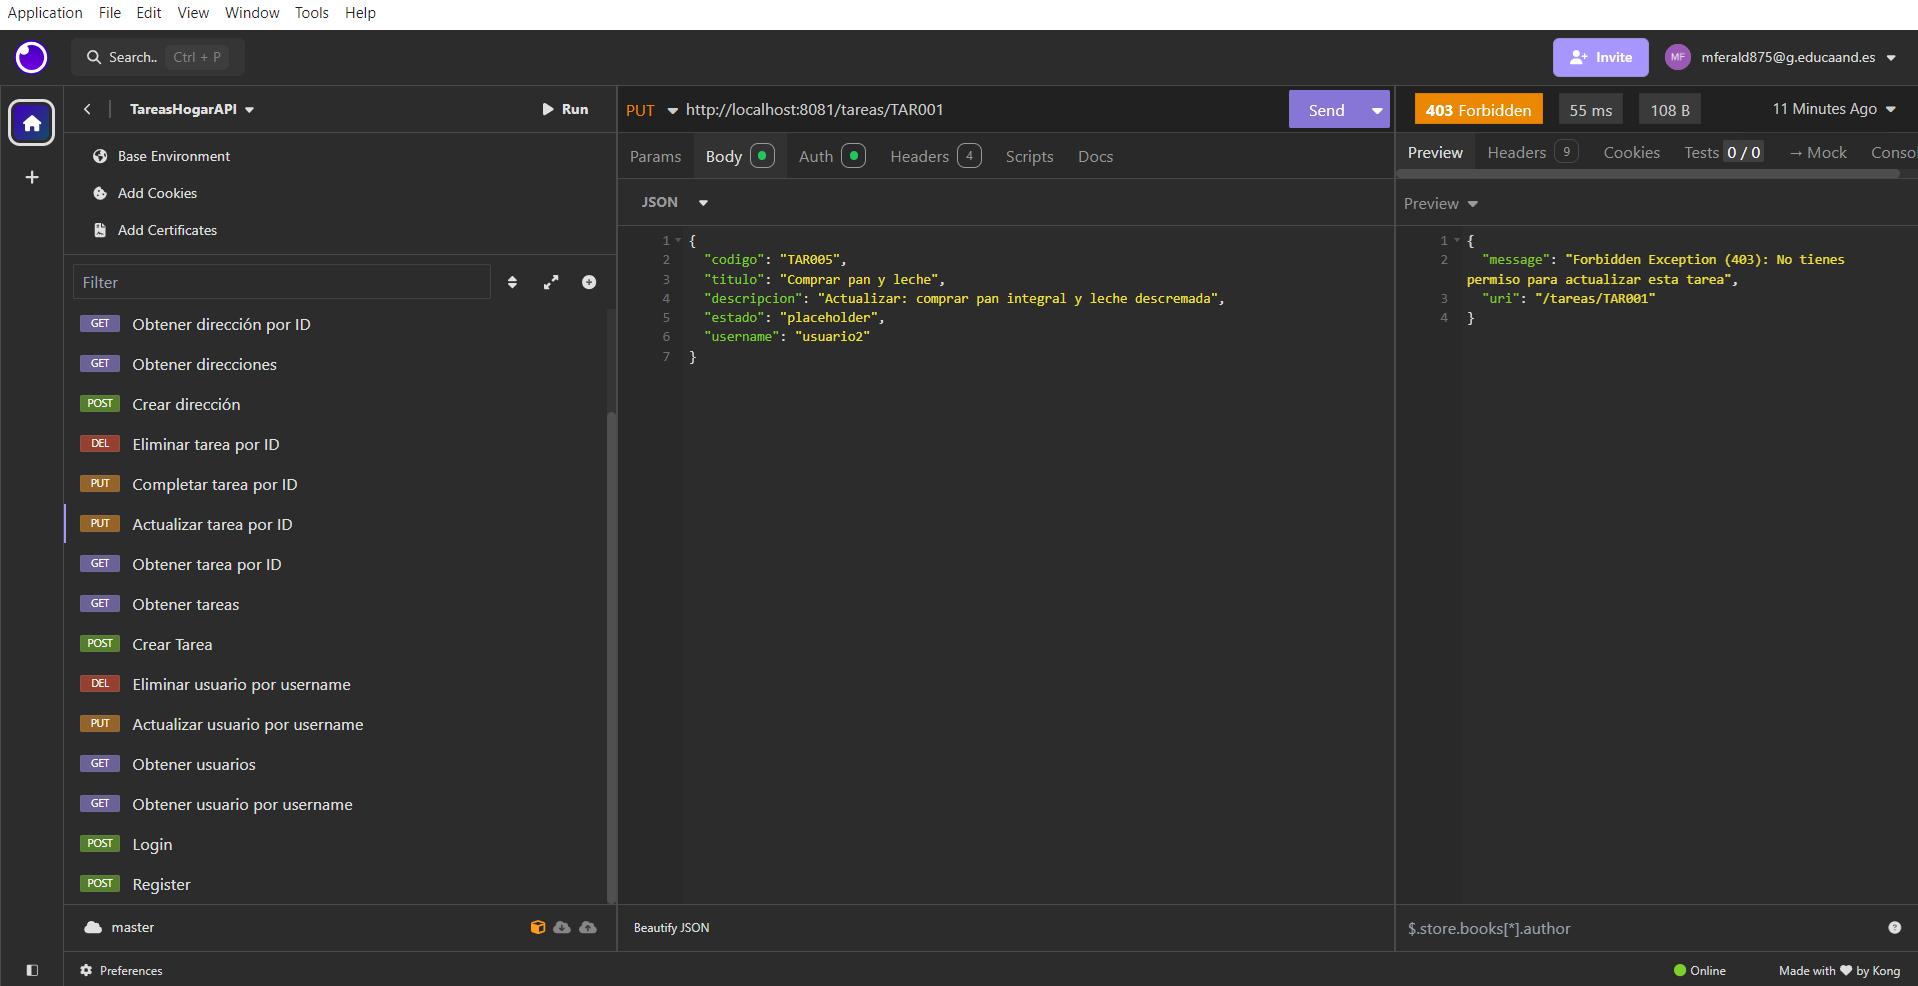 Application File Edit View Window Tools Help
Search.. Ctrl + P
Invite
MF mferald875@g.educaand.es
TareasHogarAPI
Run
Base Environment
Add Cookies
Add Certificates
Filter
GET Obtener dirección por ID
GET Obtener direcciones
POST Crear dirección
DEL Eliminar tarea por ID
PUT Completar tarea por ID
PUT Actualizar tarea por ID
GET Obtener tarea por ID
GET Obtener tareas
POST Crear Tarea
DEL Eliminar usuario por username
PUT Actualizar usuario por username
GET Obtener usuarios
GET Obtener usuario por username
POST Login
POST Register
master
Preferences
PUT http://localhost:8081/tareas/TAR001
Send
Params Body Auth Headers 4 Scripts Docs
JSON
1 {
2 "codigo": "TAR005",
3 "titulo": "Comprar pan y leche",
4 "descripcion": "Actualizar: comprar pan integral y leche descremada",
5 "estado": "placeholder",
6 "username": "usuario2"
7 }
Beautify JSON
403 Forbidden 55 ms 108 B 11 Minutes Ago
Preview Headers 9 Cookies Tests 0 / 0 → Mock Conso
Preview
1 {
2 "message": "Forbidden Exception (403): No tienes
permiso para actualizar esta tarea",
3 "uri": "/tareas/TAR001"
4 }
$.store.books[*].author
Online
Made with ♥ by Kong